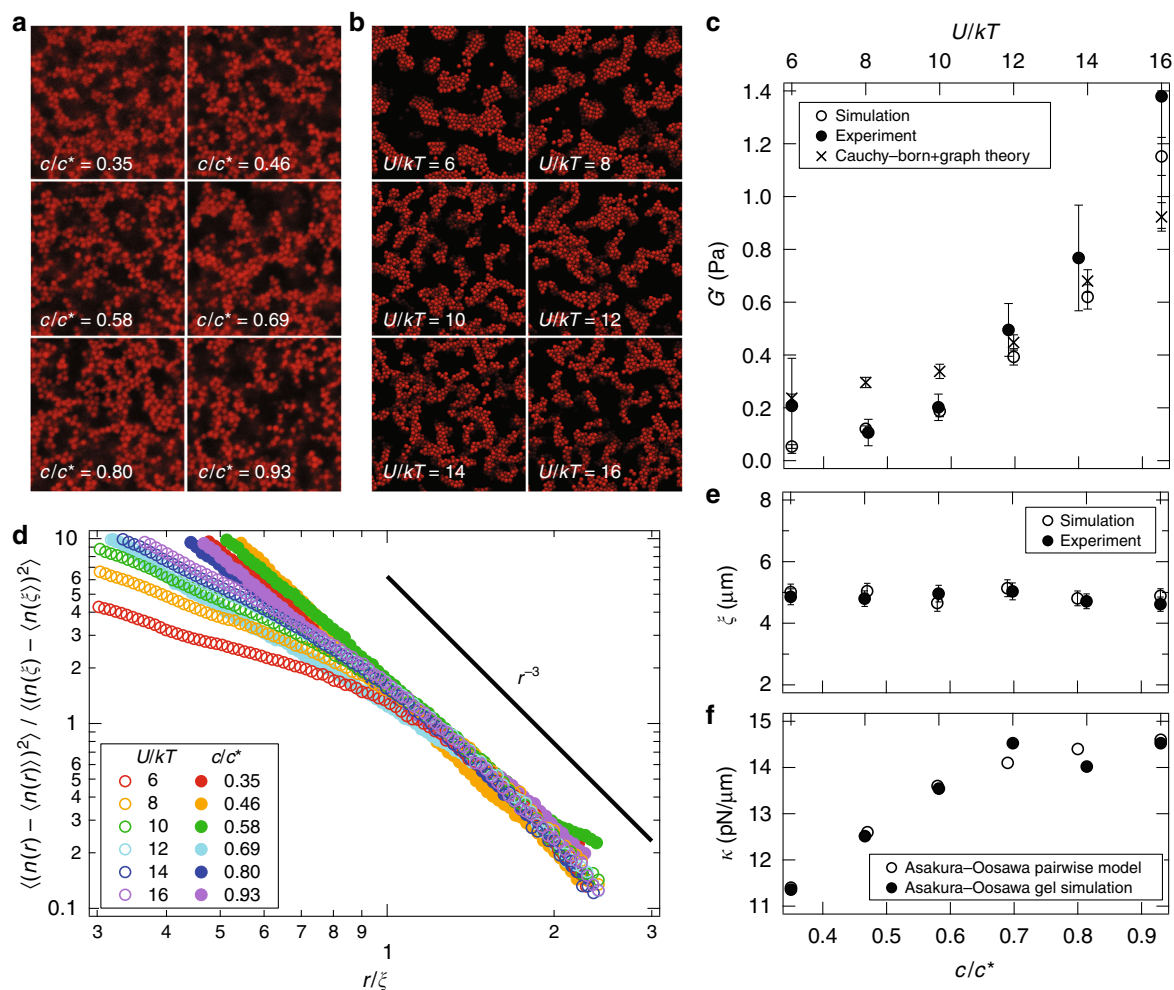 a
c/c* = 0.35
c/c* = 0.46
c/c* = 0.58
c/c* = 0.69
c/c* = 0.80
c/c* = 0.93
b
U/kT = 6
U/kT = 8
U/kT = 10
U/kT = 12
U/kT = 14
U/kT = 16
c
U/kT
6 8 10 12 14 16
1.4
1.2
1.0
0.8
0.6
0.4
0.2
0.0
G′ (Pa)
Simulation
Experiment
Cauchy–born+graph theory
d
⟨(n(r) – ⟨n(r)⟩)²⟩ / ⟨(n(ξ) – ⟨n(ξ⟩)²⟩
10
6
5
4
3
2
1
6
5
4
3
2
0.1
r⁻³
U/kT c/c*
6 0.35
8 0.46
10 0.58
12 0.69
14 0.80
16 0.93
3 4 5 6 7 8 9 1 2 3
r/ξ
e
8
6
4
2
ξ (μm)
Simulation
Experiment
f
15
14
13
12
11
κ (pN/μm)
Asakura–Oosawa pairwise model
Asakura–Oosawa gel simulation
0.4 0.5 0.6 0.7 0.8 0.9
c/c*